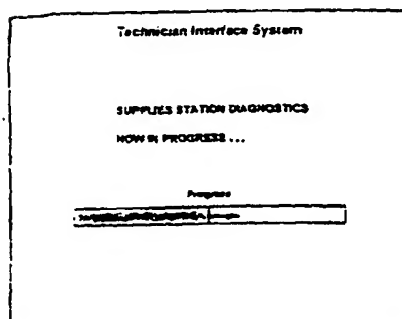 Technician Interface System
SUPPLIES STATION DIAGNOSTICS
NOW IN PROGRESS ...
Progress